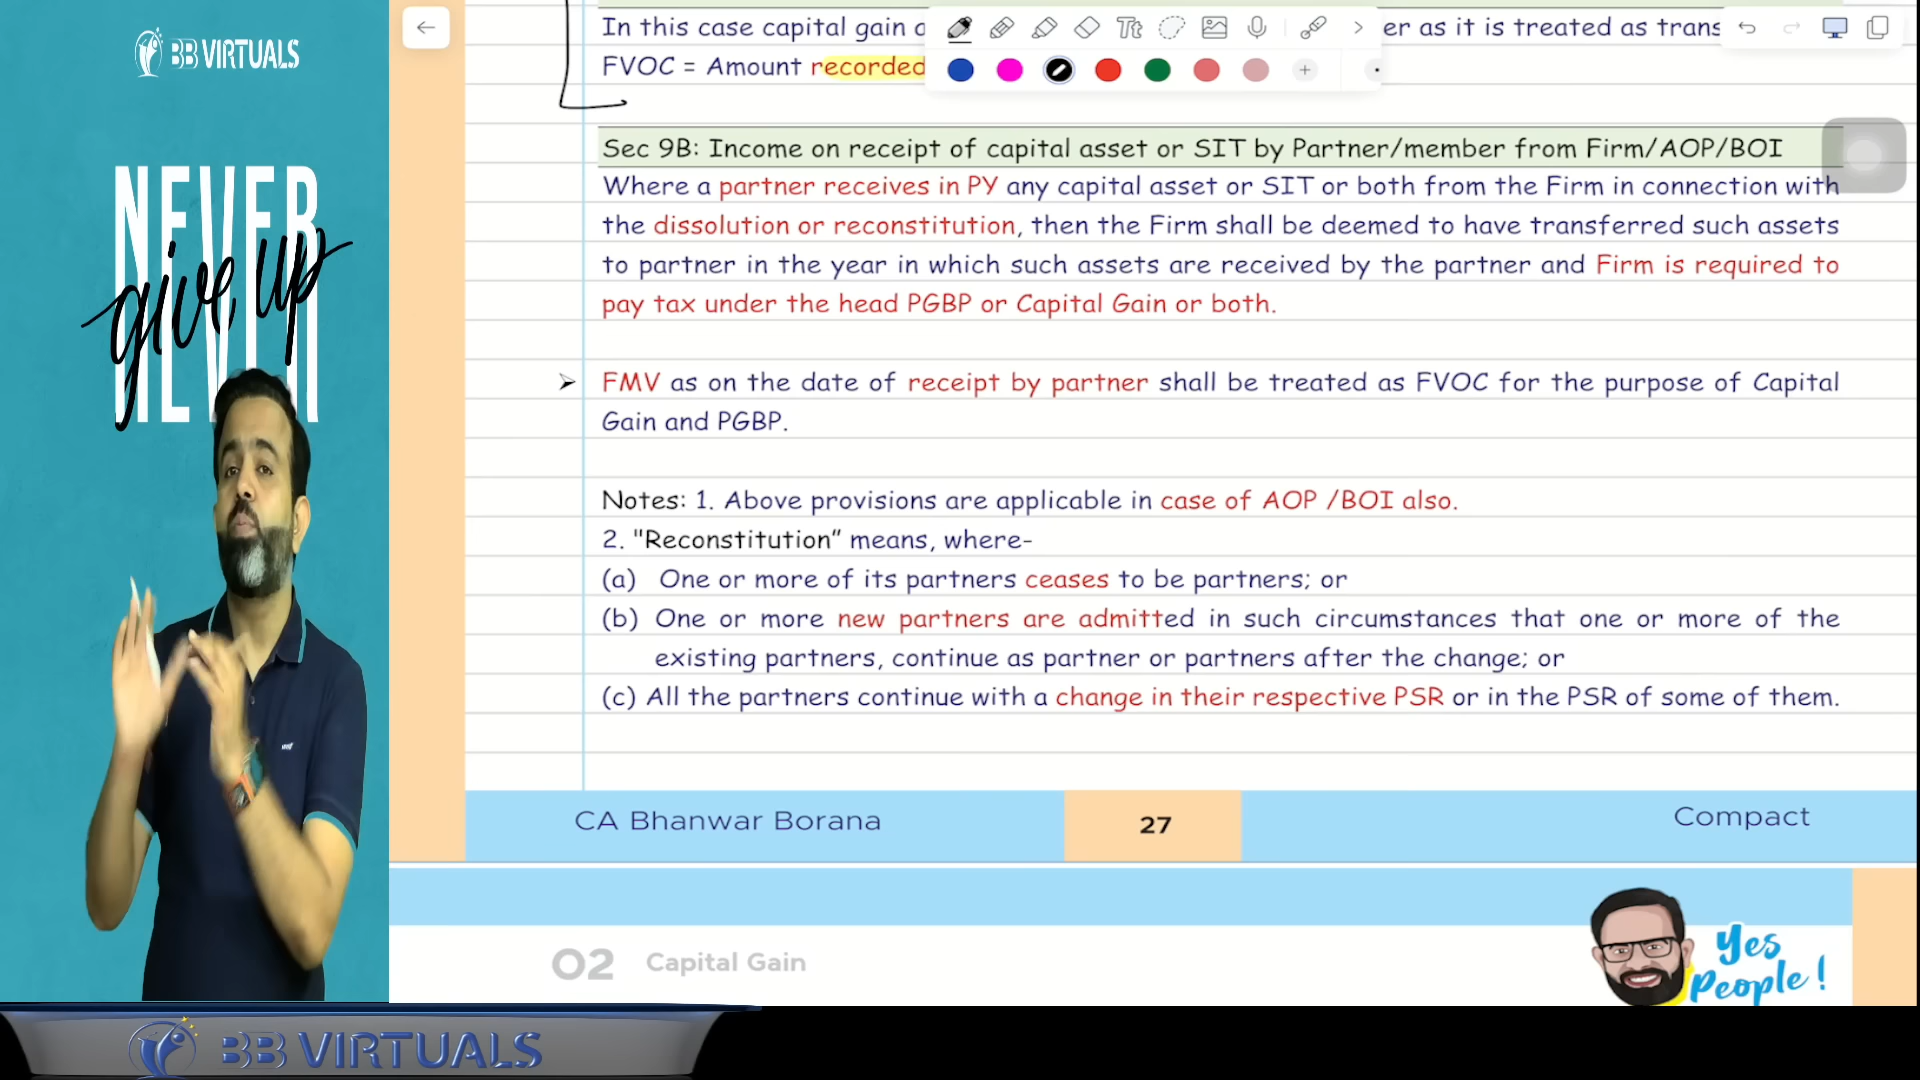 BB VIRTUALS
NEVER
give up
NEVER
In this case capital gain
er as it is treated as trans
FVOC = Amount recorded
Tt
Sec 9B: Income on receipt of capital asset or SIT by Partner/member from Firm/AOP/BOI
Where a partner receives in PY any capital asset or SIT or both from the Firm in connection with
the dissolution or reconstitution, then the Firm shall be deemed to have transferred such assets
to partner in the year in which such assets are received by the partner and Firm is required to
pay tax under the head PGBP or Capital Gain or both.
➢ FMV as on the date of receipt by partner shall be treated as FVOC for the purpose of Capital
Gain and PGBP.
Notes: 1. Above provisions are applicable in case of AOP /BOI also.
2. "Reconstitution” means, where-
(a) One or more of its partners ceases to be partners; or
(b) One or more new partners are admitted in such circumstances that one or more of the
existing partners, continue as partner or partners after the change; or
(c) All the partners continue with a change in their respective PSR or in the PSR of some of them.
CA Bhanwar Borana
27
Compact
02 Capital Gain
Yes
People !
BB VIRTUALS